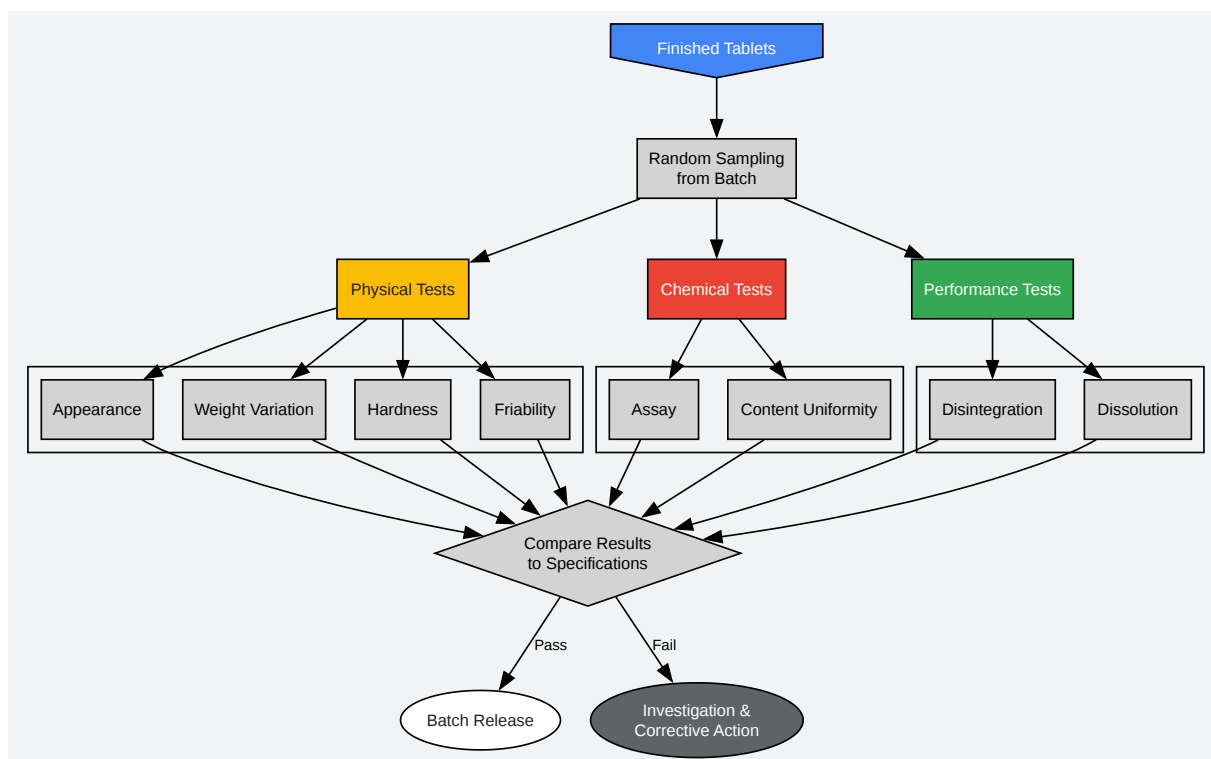 Finished Tablets
Random Sampling
from Batch
Physical Tests
Chemical Tests
Performance Tests
Appearance
Weight Variation
Hardness
Friability
Assay
Content Uniformity
Disintegration
Dissolution
Compare Results
to Specifications
Pass
Fail
Batch Release
Investigation &
Corrective Action